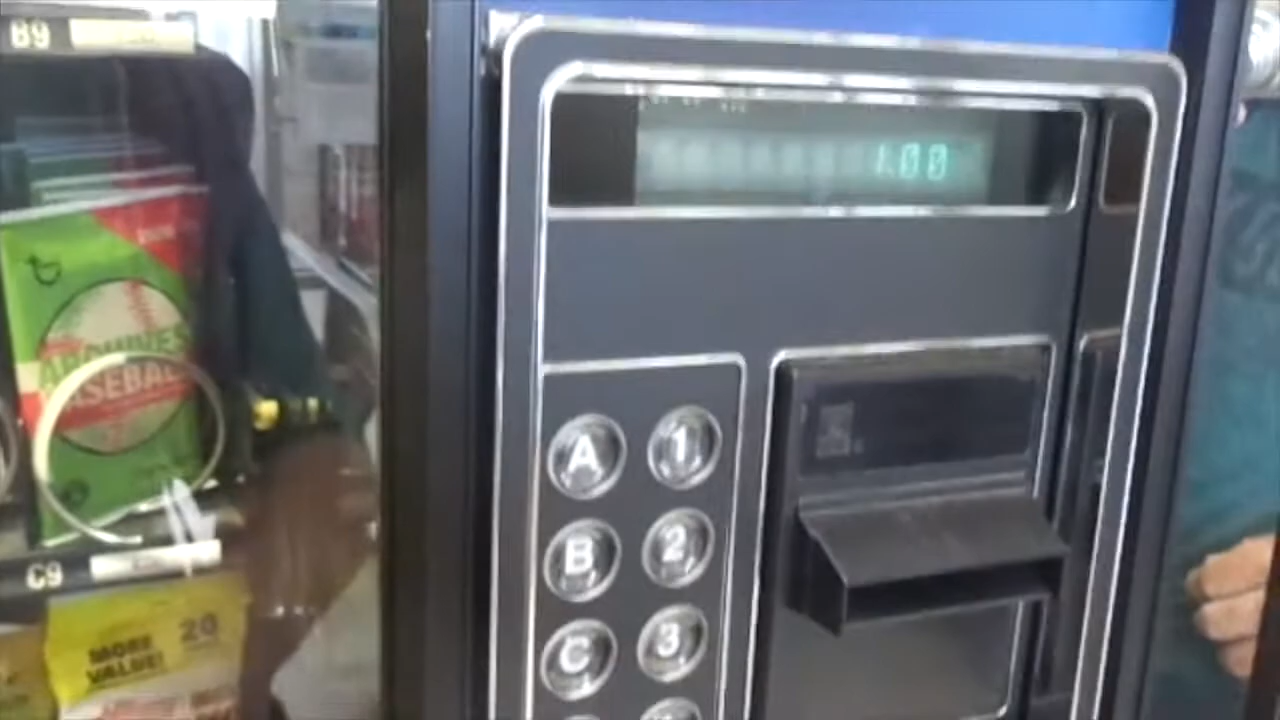 B9
1.00
ARCHIVES
BASEBALL
A 1
B 2
C9
C 3
MORE 20
VALUE!